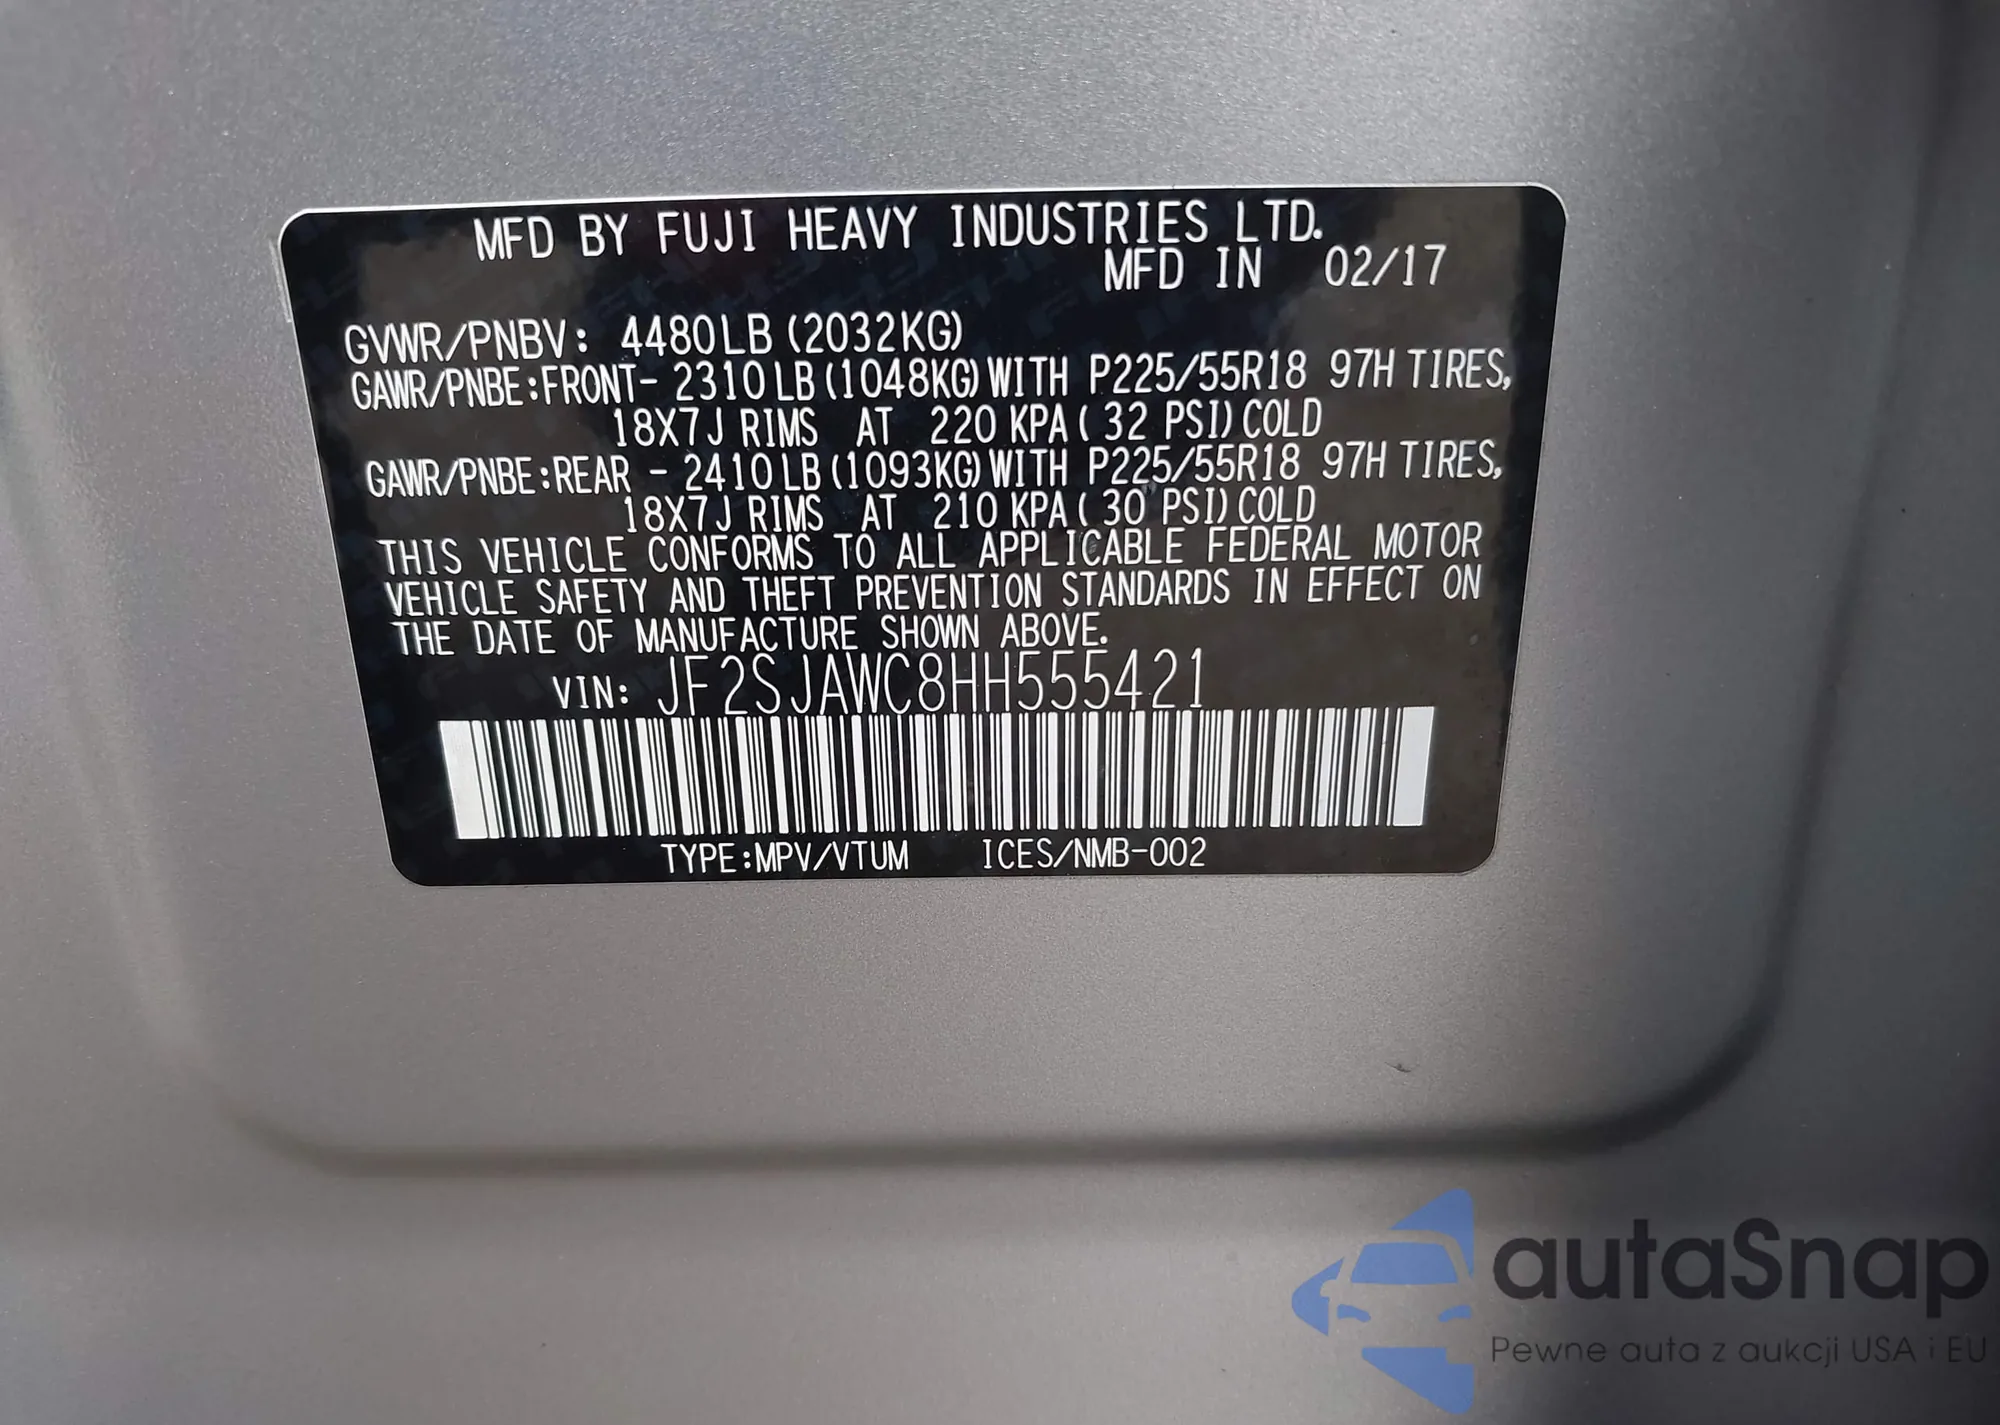 MFD BY FUJI HEAVY INDUSTRIES LTD.
MFD IN 02/17
GVWR/PNBV: 4480LB (2032KG)
GAWR/PNBE:FRONT- 2310LB(1048KG)WITH P225/55R18 97H TIRES,
18X7J RIMS AT 220 KPA( 32 PSI)COLD
GAWR/PNBE:REAR - 2410LB(1093KG)WITH P225/55R18 97H TIRES,
18X7J RIMS AT 210 KPA( 30 PSI)COLD
THIS VEHICLE CONFORMS TO ALL APPLICABLE FEDERAL MOTOR
VEHICLE SAFETY AND THEFT PREVENTION STANDARDS IN EFFECT ON
THE DATE OF MANUFACTURE SHOWN ABOVE.
VIN: JF2SJAWC8HH555421
TYPE:MPV/VTUM ICES/NMB-002
autaSnap
Pewne auta z aukcji USA i EU